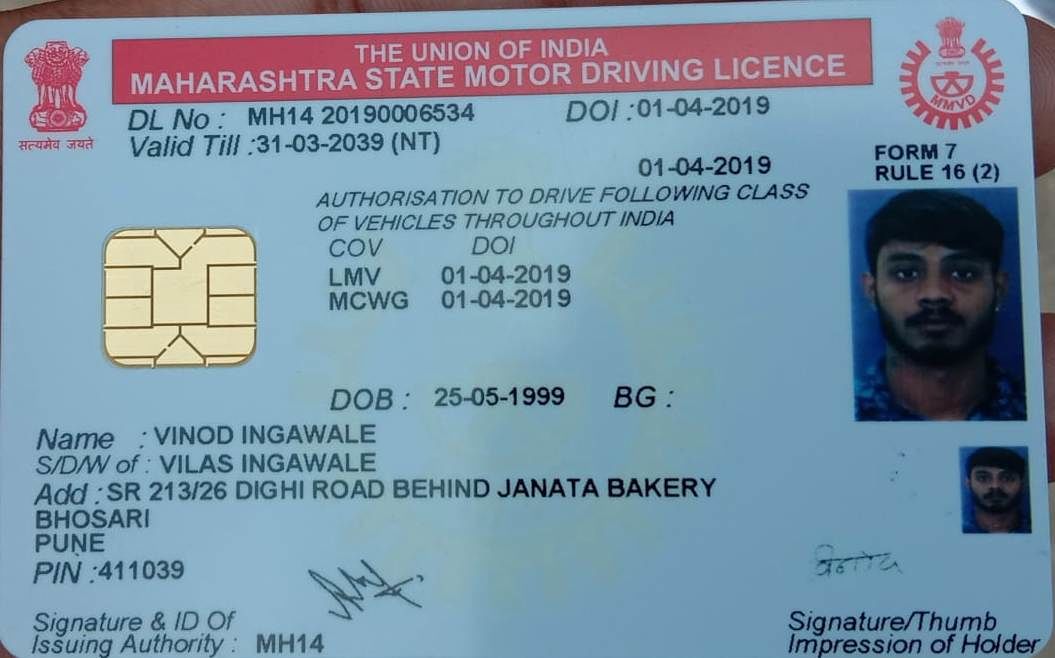 THE UNION OF INDIA
MAHARASHTRA STATE MOTOR DRIVING LICENCE
सत्यमेव जयते
DL No : MH14 20190006534 DOI : 01-04-2019
Valid Till : 31-03-2039 (NT)
01-04-2019
MMVD
FORM 7
RULE 16 (2)
AUTHORISATION TO DRIVE FOLLOWING CLASS
OF VEHICLES THROUGHOUT INDIA
COV DOI
LMV 01-04-2019
MCWG 01-04-2019
DOB : 25-05-1999 BG :
Name : VINOD INGAWALE
S/D/W of : VILAS INGAWALE
Add : SR 213/26 DIGHI ROAD BEHIND JANATA BAKERY
BHOSARI
PUNE
PIN : 411039
विनोद
Signature & ID Of
Issuing Authority : MH14
Signature/Thumb
Impression of Holder